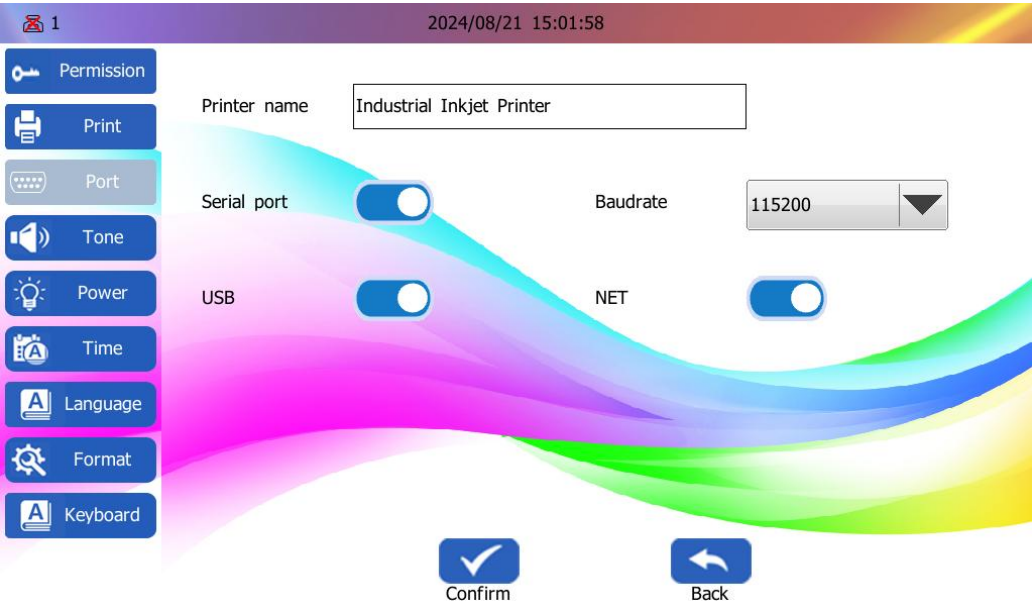 1
2024/08/21 15:01:58
Permission
Print
Port
Tone
Power
Time
Language
Format
Keyboard
Printer name
Industrial Inkjet Printer
Serial port
Baudrate
115200
USB
NET
Confirm
Back